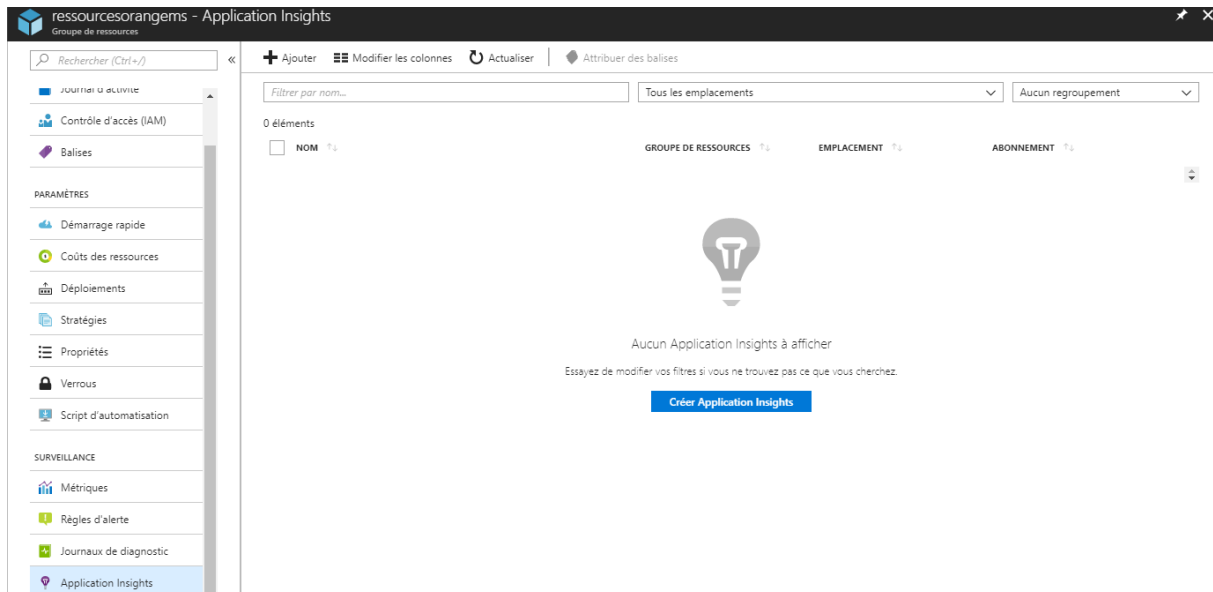 ressourcesorangems - Application Insights
Groupe de ressources
Rechercher (Ctrl+/)
Ajouter Modifier les colonnes Actualiser Attribuer des balises
Journal d'activité
Contrôle d'accès (IAM)
Balises
PARAMÈTRES
Démarrage rapide
Coûts des ressources
Déploiements
Stratégies
Propriétés
Verrous
Script d'automatisation
SURVEILLANCE
Métriques
Règles d'alerte
Journaux de diagnostic
Application Insights
Filtrer par nom...
Tous les emplacements
Aucun regroupement
0 éléments
NOM GROUPE DE RESSOURCES EMPLACEMENT ABONNEMENT
Aucun Application Insights à afficher
Essayez de modifier vos filtres si vous ne trouvez pas ce que vous cherchez.
Créer Application Insights